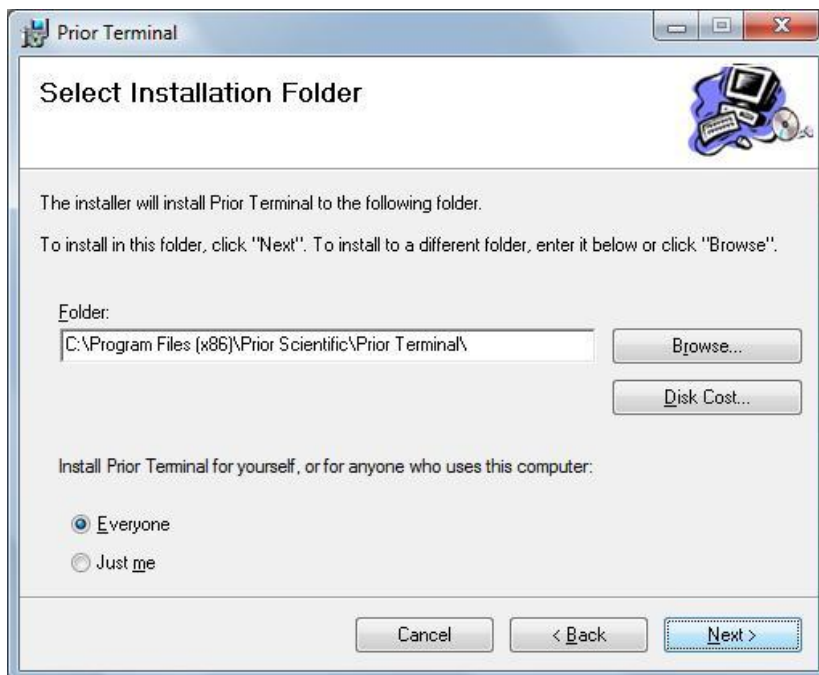 Prior Terminal
Select Installation Folder
The installer will install Prior Terminal to the following folder.
To install in this folder, click "Next". To install to a different folder, enter it below or click "Browse".
Folder:
C:\Program Files (x86)\Prior Scientific\Prior Terminal\
Browse...
Disk Cost...
Install Prior Terminal for yourself, or for anyone who uses this computer:
Everyone
Just me
Cancel
< Back
Next >